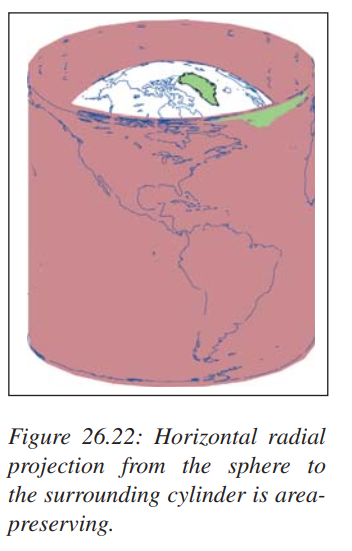 Figure 26.22: Horizontal radial
projection from the sphere to
the surrounding cylinder is area-
preserving.